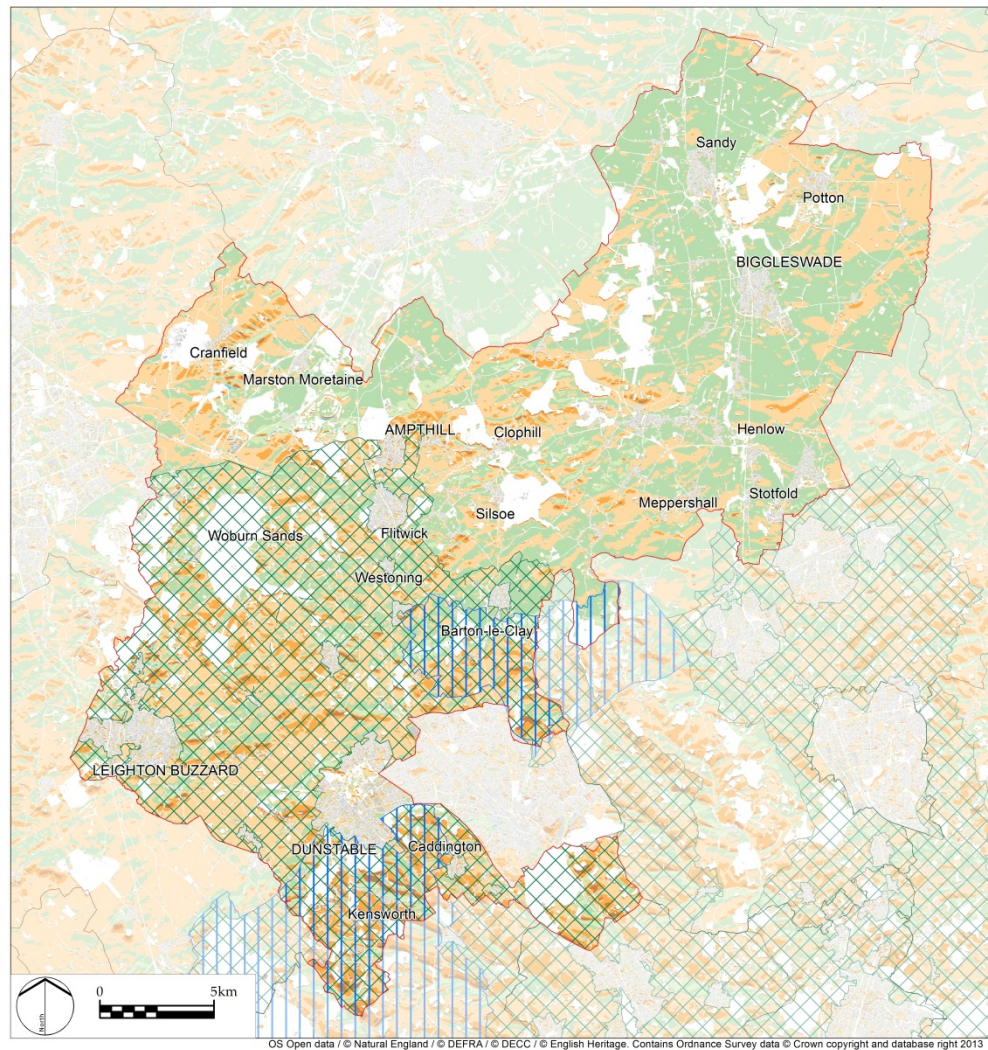 Sandy
Potton
BIGGLESWADE
Cranfield
Marston Moretaine
AMPTHILL
Clophill
Henlow
Silsoe
Meppershall
Stotfold
Woburn Sands
Flitwick
Westoning
Barton-le-Clay
LEIGHTON BUZZARD
DUNSTABLE
Caddington
Kensworth
North
0 5km
OS Open data / © Natural England / © DEFRA / © DECC / © English Heritage. Contains Ordnance Survey data © Crown copyright and database right 2013